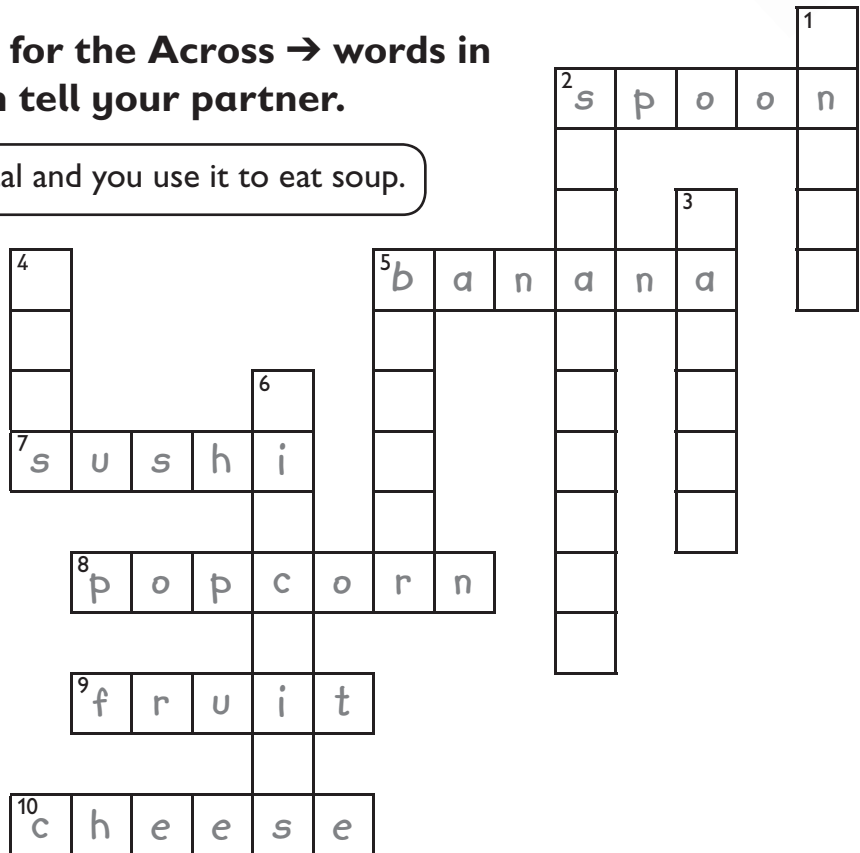 for the Across → words in
tell your partner.
al and you use it to eat soup.
1
2 s p o o n
3
4
5 b a n a n a
6
7 s u s h i
8 p o p c o r n
9 f r u i t
10 c h e e s e